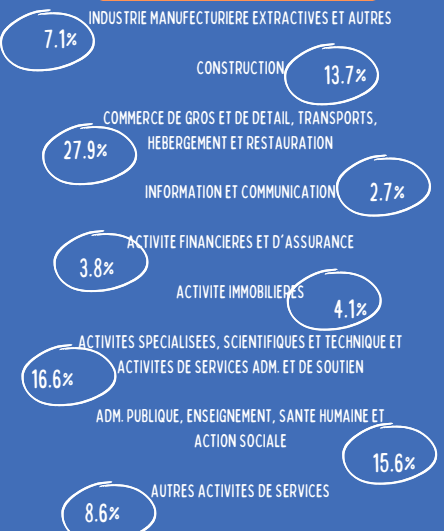 INDUSTRIE MANUFECTURIERE EXTRACTIVES ET AUTRES
7.1%
CONSTRUCTION
13.7%
COMMERCE DE GROS ET DE DETAIL, TRANSPORTS,
HEBERGEMENT ET RESTAURATION
27.9%
INFORMATION ET COMMUNICATION
2.7%
ACTIVITE FINANCIERES ET D'ASSURANCE
3.8%
ACTIVITE IMMOBILIERES
4.1%
ACTIVITES SPECIALISEES, SCIENTIFIQUES ET TECHNIQUE ET
ACTIVITES DE SERVICES ADM. ET DE SOUTIEN
16.6%
ADM. PUBLIQUE, ENSEIGNEMENT, SANTE HUMAINE ET
ACTION SOCIALE
15.6%
AUTRES ACTIVITES DE SERVICES
8.6%